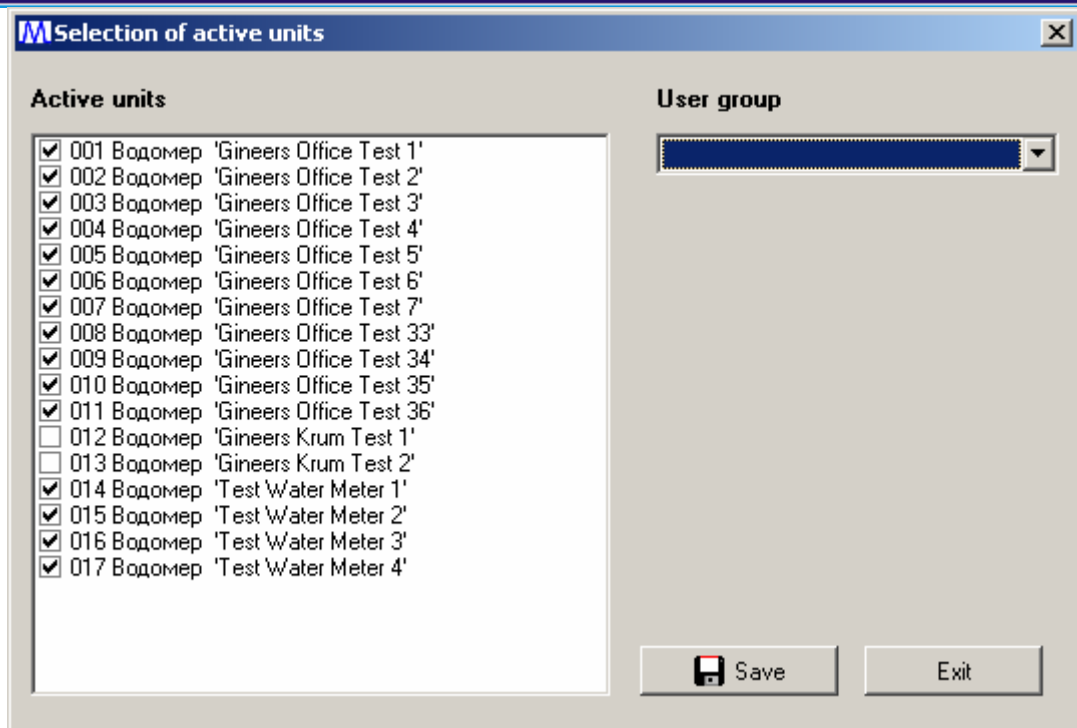 Selection of active units
Active units
User group
001 Водомер 'Gineers Office Test 1'
002 Водомер 'Gineers Office Test 2'
003 Водомер 'Gineers Office Test 3'
004 Водомер 'Gineers Office Test 4'
005 Водомер 'Gineers Office Test 5'
006 Водомер 'Gineers Office Test 6'
007 Водомер 'Gineers Office Test 7'
008 Водомер 'Gineers Office Test 33'
009 Водомер 'Gineers Office Test 34'
010 Водомер 'Gineers Office Test 35'
011 Водомер 'Gineers Office Test 36'
012 Водомер 'Gineers Krum Test 1'
013 Водомер 'Gineers Krum Test 2'
014 Водомер 'Test Water Meter 1'
015 Водомер 'Test Water Meter 2'
016 Водомер 'Test Water Meter 3'
017 Водомер 'Test Water Meter 4'
Save
Exit